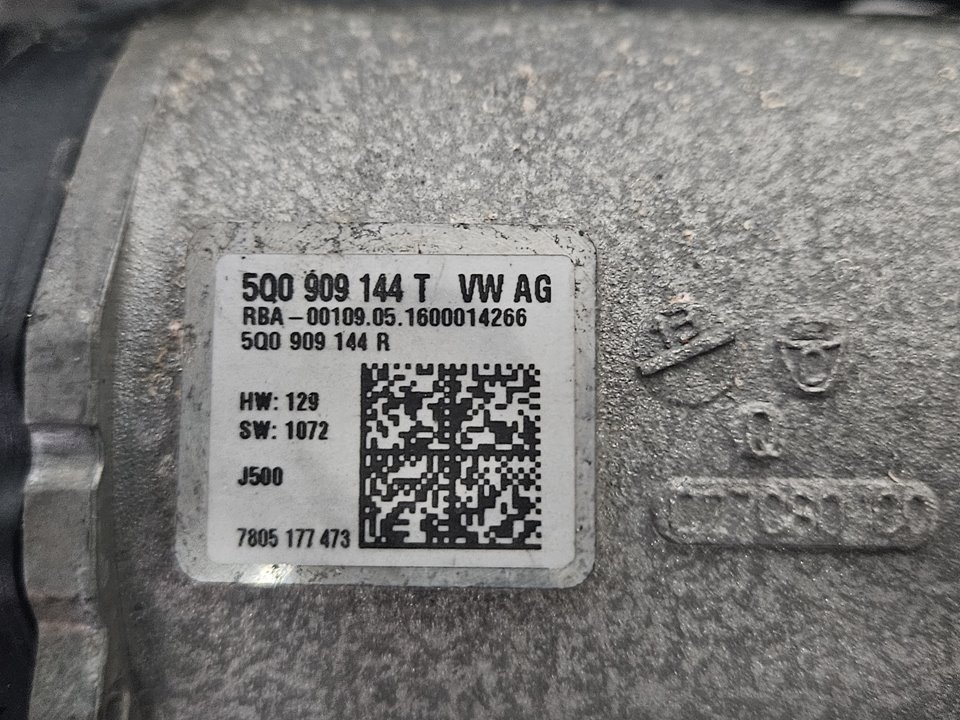 5Q0 909 144 T VW AG
RBA-00109.05.1600014266
5Q0 909 144 R
HW: 129
SW: 1072
J500
7805 177 473